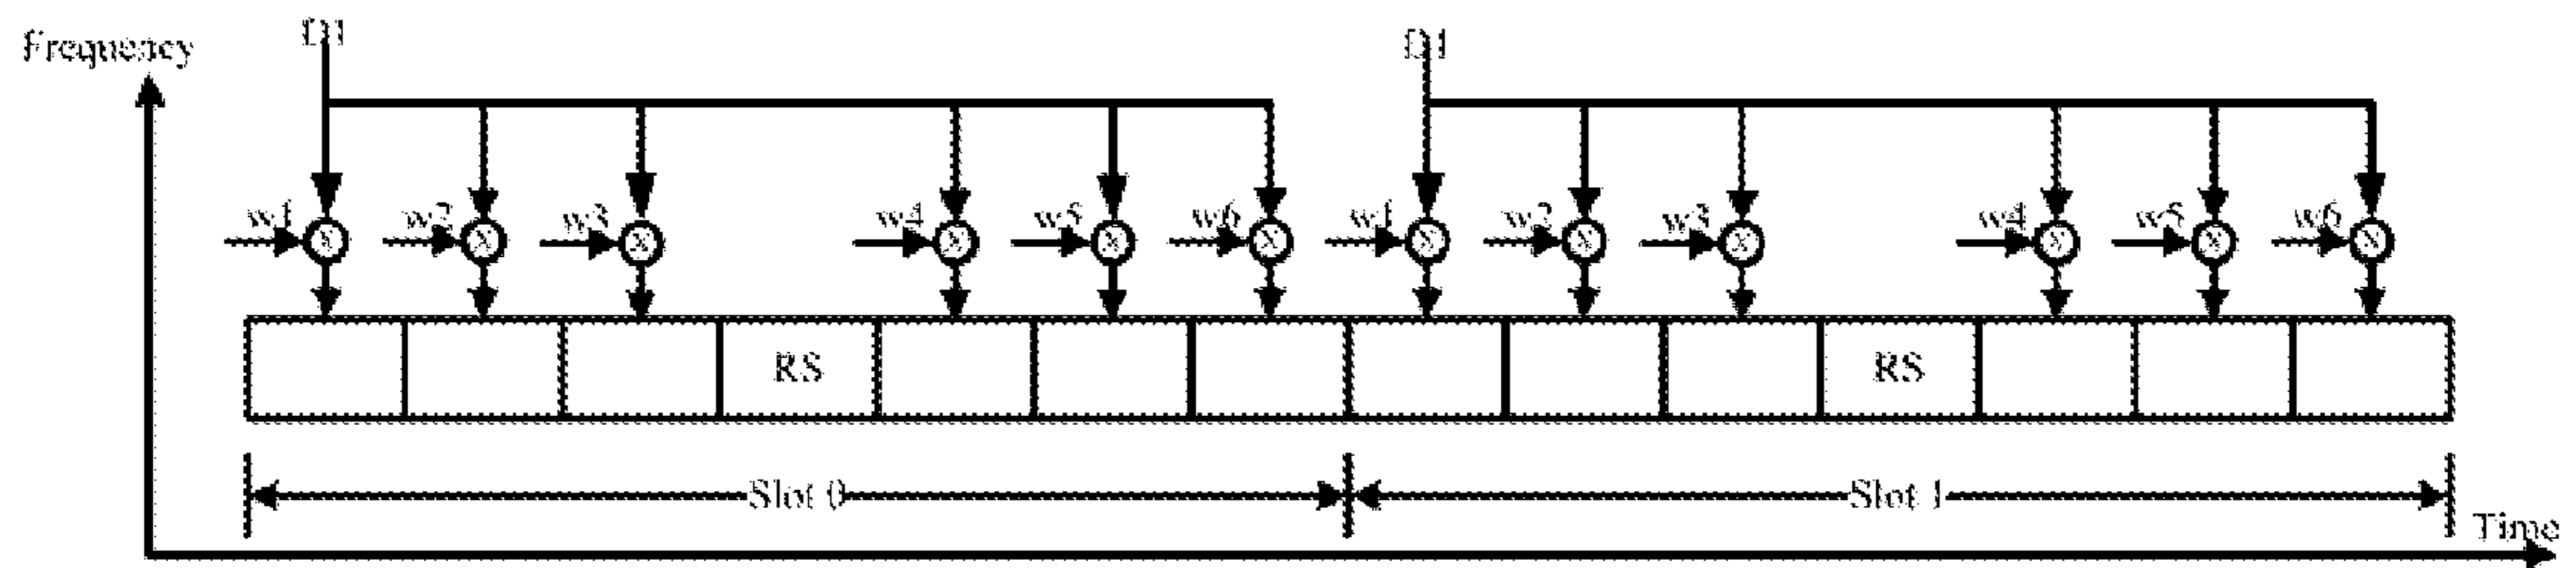 Frequency
D1 D1
w1 w2 w3 w4 w5 w6 w1 w2 w3 w4 w5 w6
X X X X X X X X X X X X
RS RS
Slot 0 Slot 1
Time